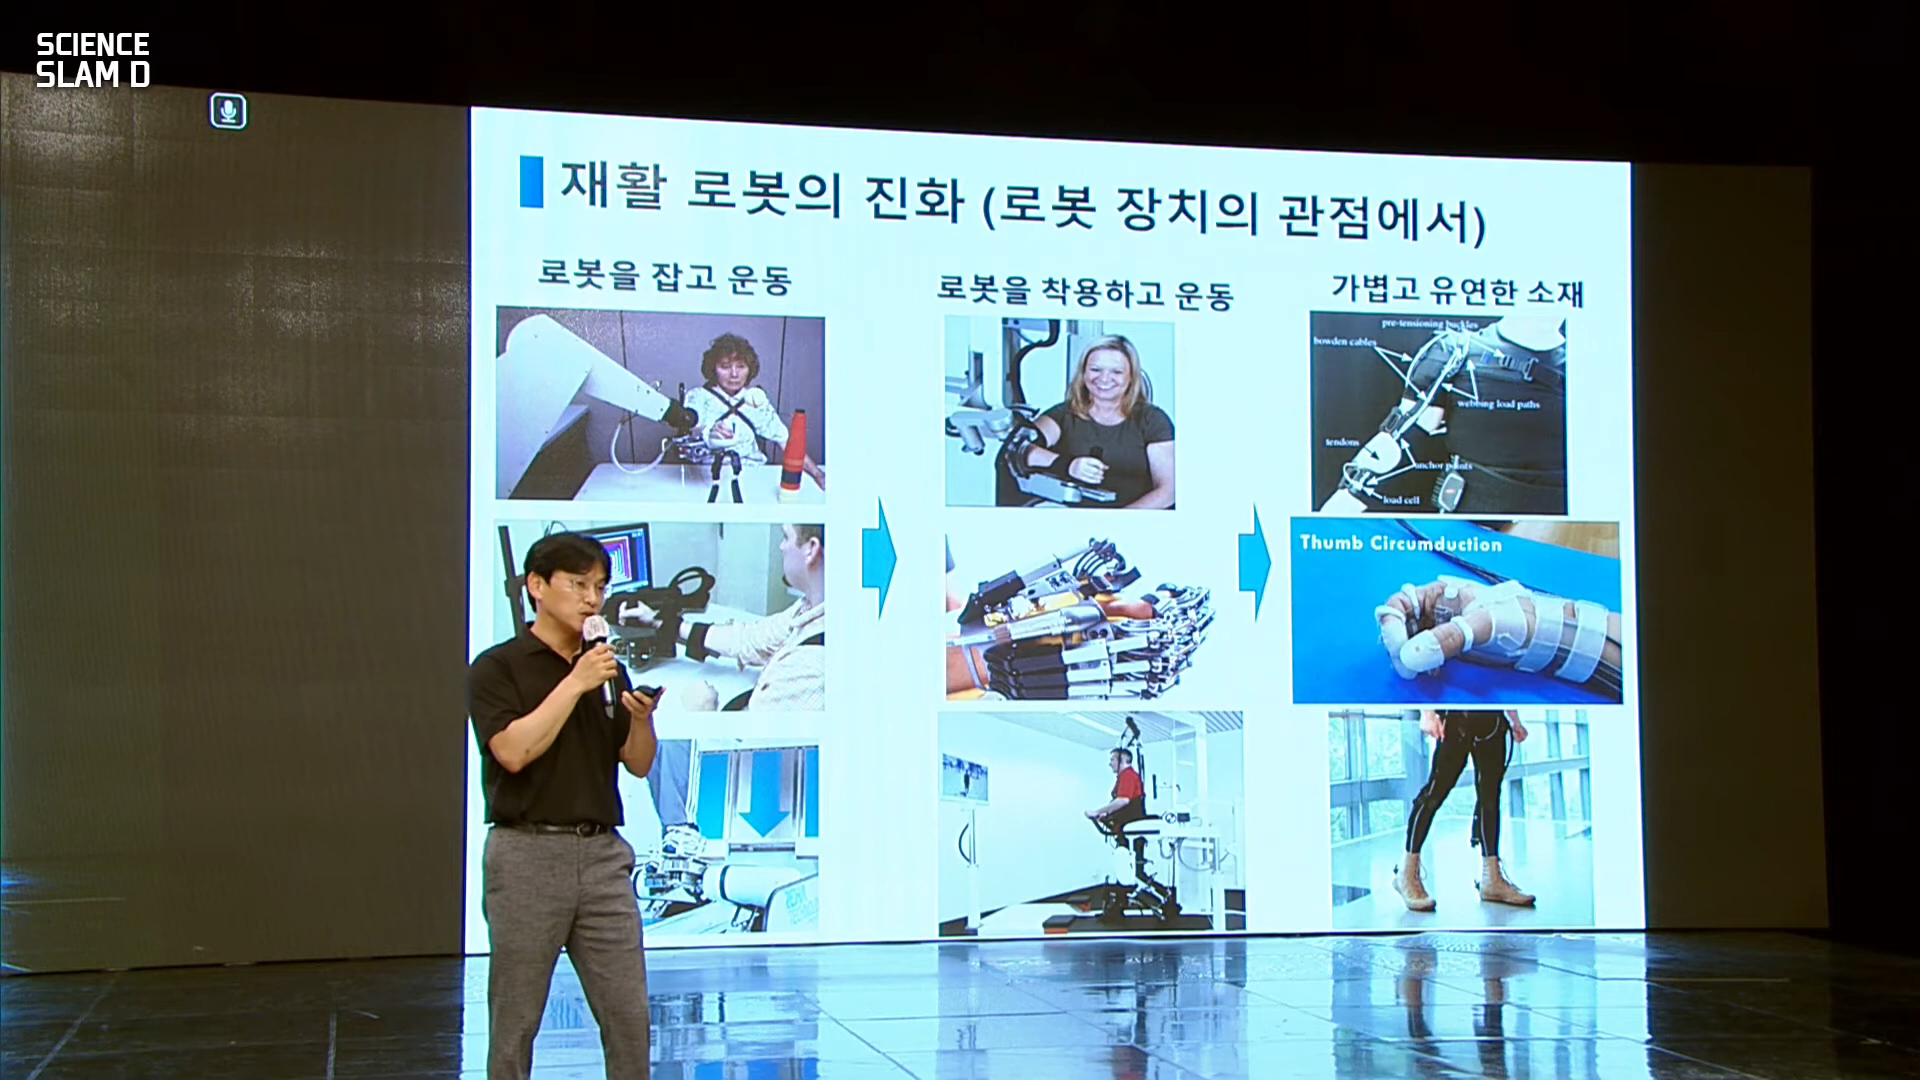 SCIENCE
SLAM D
재활 로봇의 진화 (로봇 장치의 관점에서)
로봇을 잡고 운동
로봇을 착용하고 운동
가볍고 유연한 소재
pre-tensioning buckles
bowden cables
webbing load paths
tendons
anchor points
load cell
Thumb Circumduction